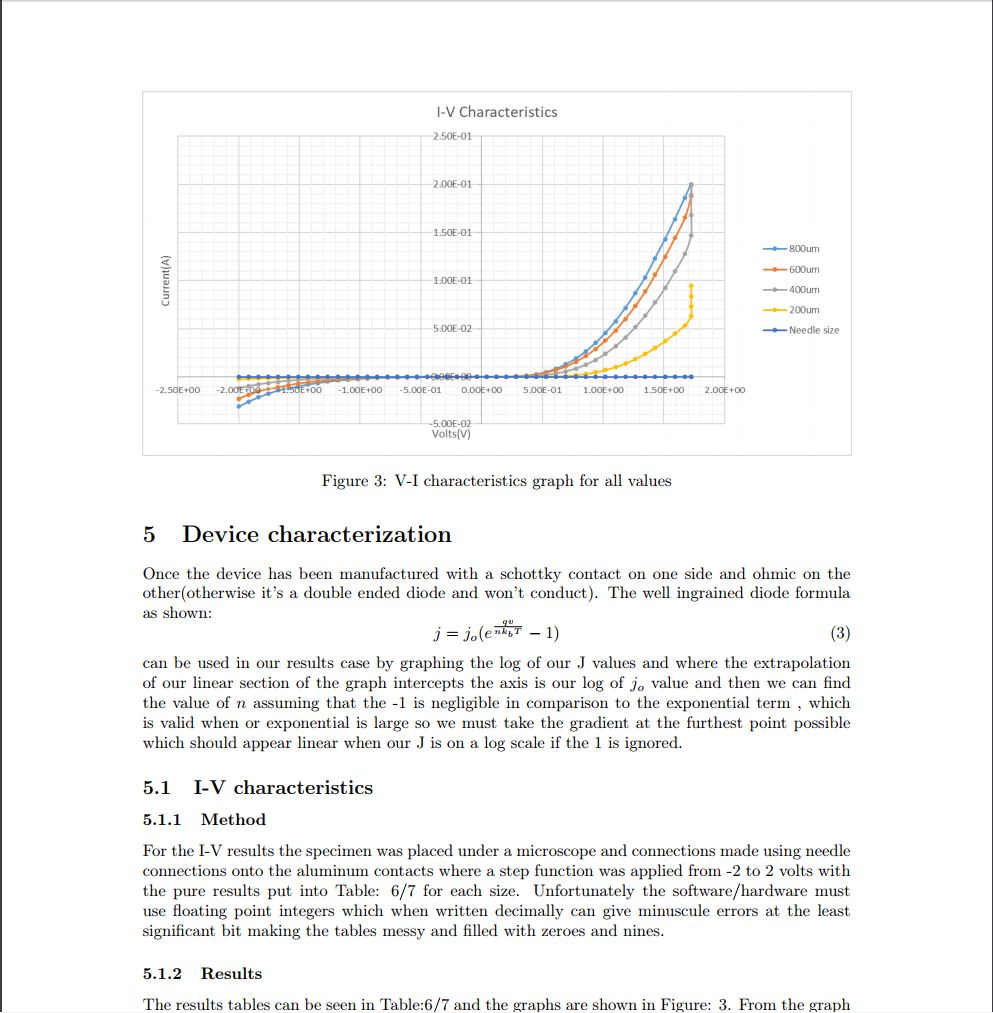 I-V Characteristics
2.50E-01
2.00E-01
1.50E-01
1.00E-01
5.00E-02
0.00E+00
-5.00E-02
Current(A)
-2.50E+00 -2.00E+00 -1.50E+00 -1.00E+00 -5.00E-01 0.00E+00 5.00E-01 1.00E+00 1.50E+00 2.00E+00
Volts(V)
800um
600um
400um
200um
Needle size
Figure 3: V-I characteristics graph for all values
5 Device characterization
Once the device has been manufactured with a schottky contact on one side and ohmic on the
other(otherwise it's a double ended diode and won't conduct). The well ingrained diode formula
as shown:
j = jₒ(e^{qv/(nk_bT)} − 1) (3)
can be used in our results case by graphing the log of our J values and where the extrapolation
of our linear section of the graph intercepts the axis is our log of jₒ value and then we can find
the value of n assuming that the -1 is negligible in comparison to the exponential term , which
is valid when or exponential is large so we must take the gradient at the furthest point possible
which should appear linear when our J is on a log scale if the 1 is ignored.
5.1 I-V characteristics
5.1.1 Method
For the I-V results the specimen was placed under a microscope and connections made using needle
connections onto the aluminum contacts where a step function was applied from -2 to 2 volts with
the pure results put into Table: 6/7 for each size. Unfortunately the software/hardware must
use floating point integers which when written decimally can give minuscule errors at the least
significant bit making the tables messy and filled with zeroes and nines.
5.1.2 Results
The results tables can be seen in Table:6/7 and the graphs are shown in Figure: 3. From the graph